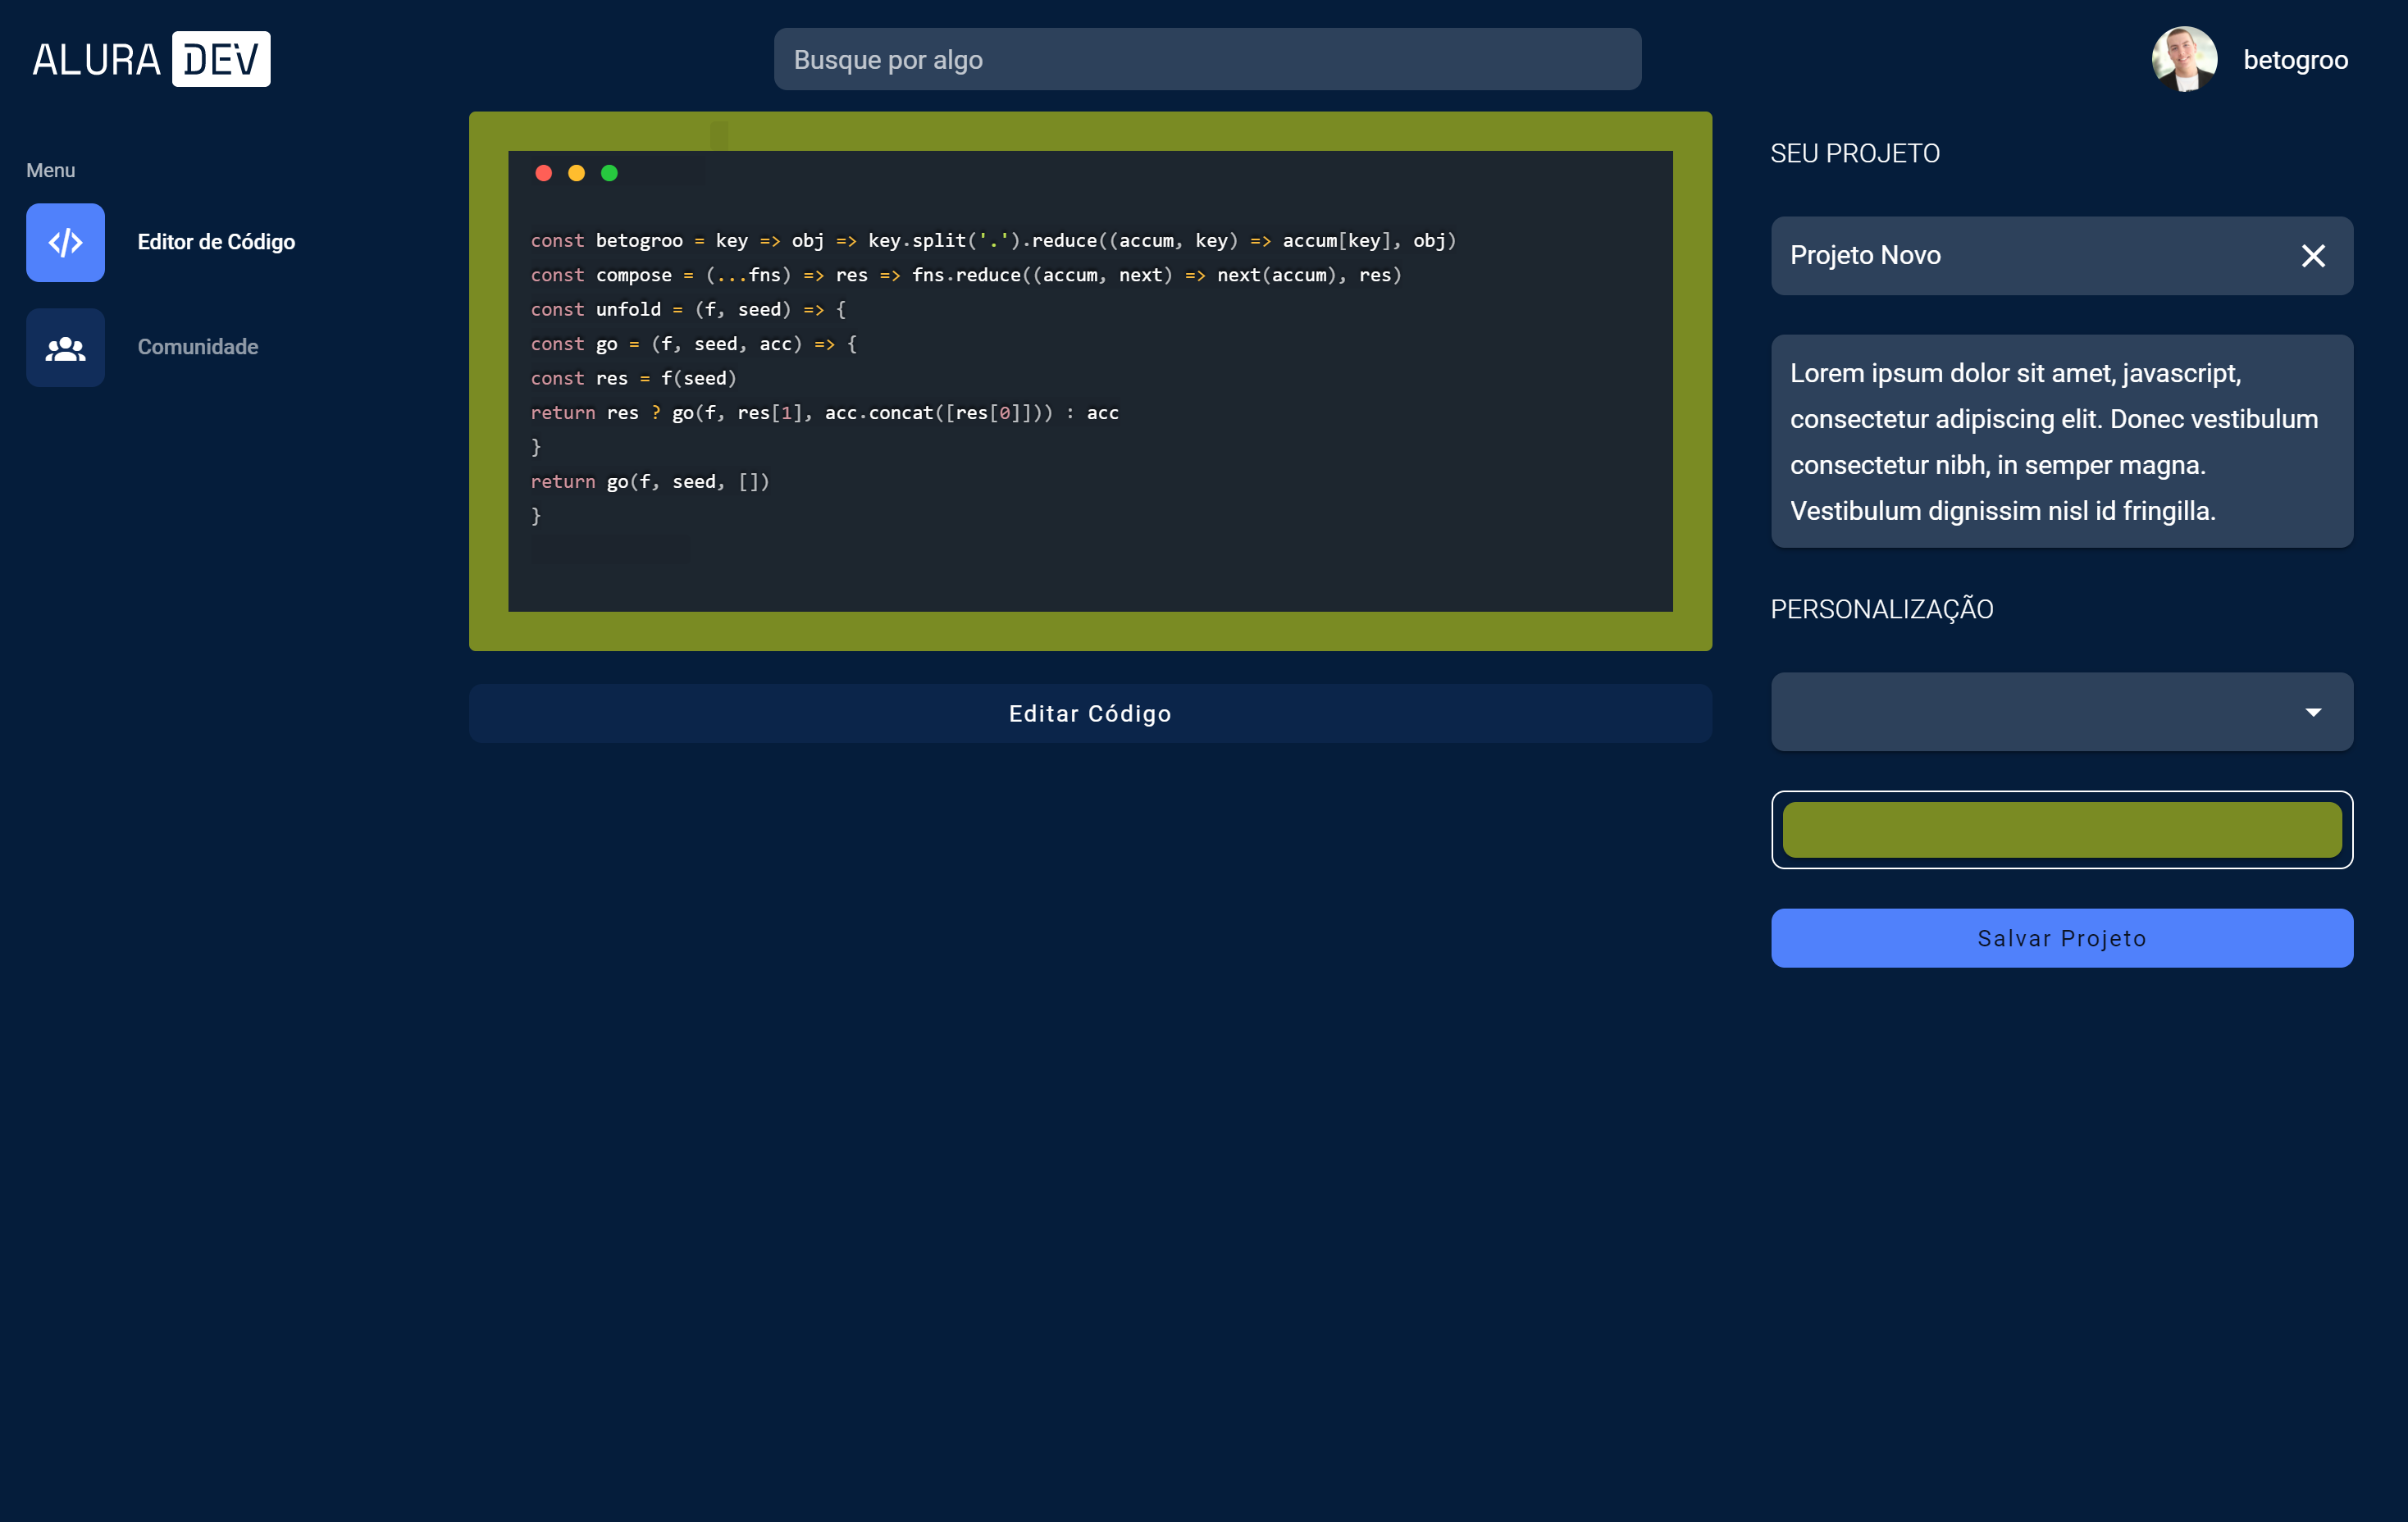 ALURA DEV
Busque por algo
betogroo
Menu
Editor de Código
Comunidade
const betogroo = key => obj => key.split('.').reduce((accum, key) => accum[key], obj)
const compose = (...fns) => res => fns.reduce((accum, next) => next(accum), res)
const unfold = (f, seed) => {
const go = (f, seed, acc) => {
const res = f(seed)
return res ? go(f, res[1], acc.concat([res[0]])) : acc
}
return go(f, seed, [])
}
Editar Código
SEU PROJETO
Projeto Novo
Lorem ipsum dolor sit amet, javascript,
consectetur adipiscing elit. Donec vestibulum
consectetur nibh, in semper magna.
Vestibulum dignissim nisl id fringilla.
PERSONALIZAÇÃO
Salvar Projeto